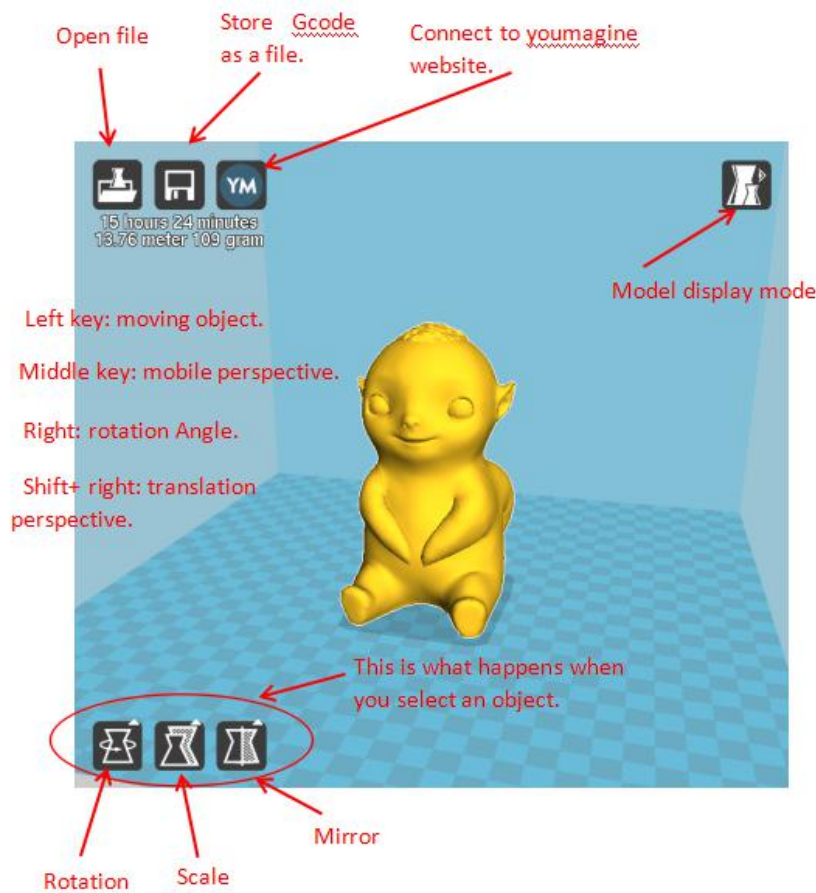 Open file
Store Gcode
as a file.
Connect to youmagine
website.
YM
15 hours 24 minutes
13.76 meter 109 gram
Model display mode
Left key: moving object.
Middle key: mobile perspective.
Right: rotation Angle.
Shift+ right: translation
perspective.
This is what happens when
you select an object.
Mirror
Rotation
Scale